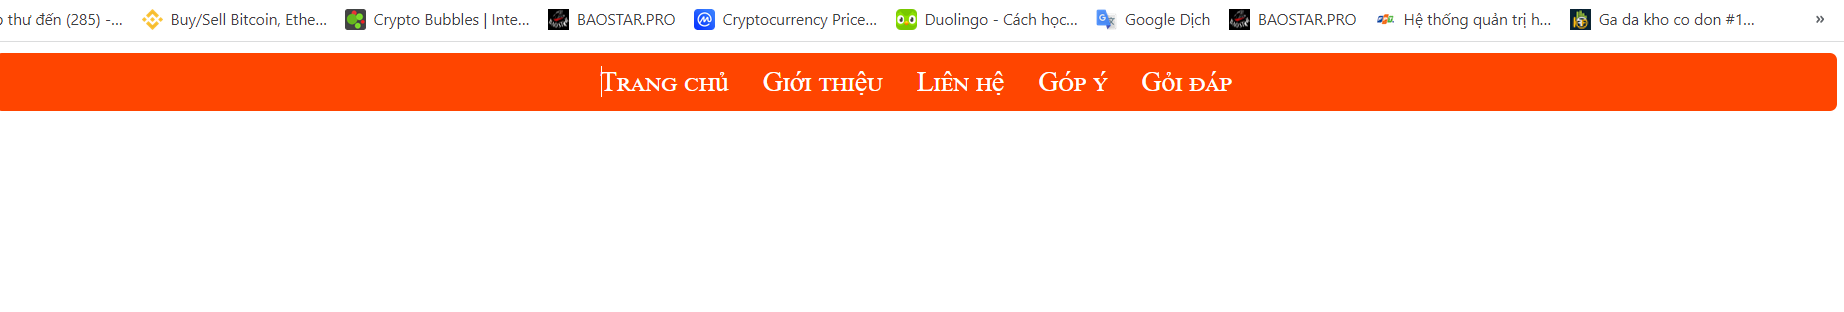 thư đến (285) -... Buy/Sell Bitcoin, Ethe... Crypto Bubbles | Inte... BAOSTAR.PRO Cryptocurrency Price... Duolingo - Cách học... Google Dịch BAOSTAR.PRO Hệ thống quản trị h... Ga da kho co don #1... »
Trang chủ Giới thiệu Liên hệ Góp Ý Gỏi đáp